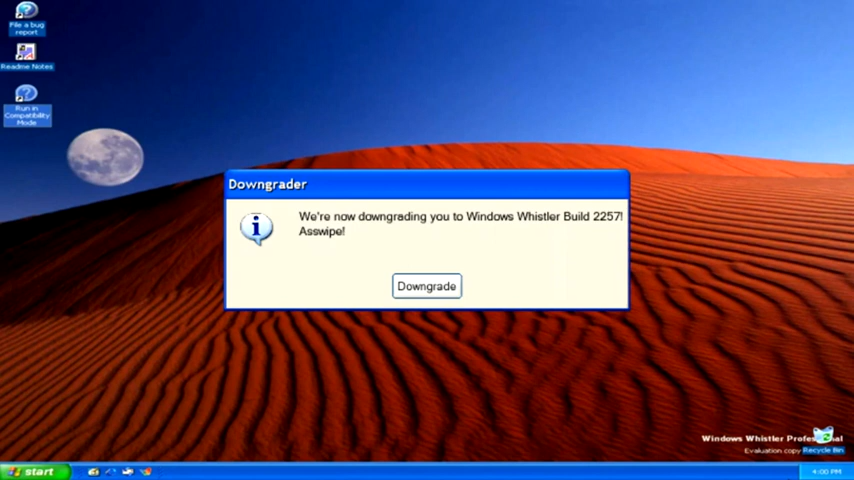 File a bug
report
Readme Notes
Run in
Compatibility
Mode
Downgrader
We're now downgrading you to Windows Whistler Build 2257!
Asswipe!
Downgrade
Windows Whistler Professional
Evaluation copy
Recycle Bin
start
4:00 PM